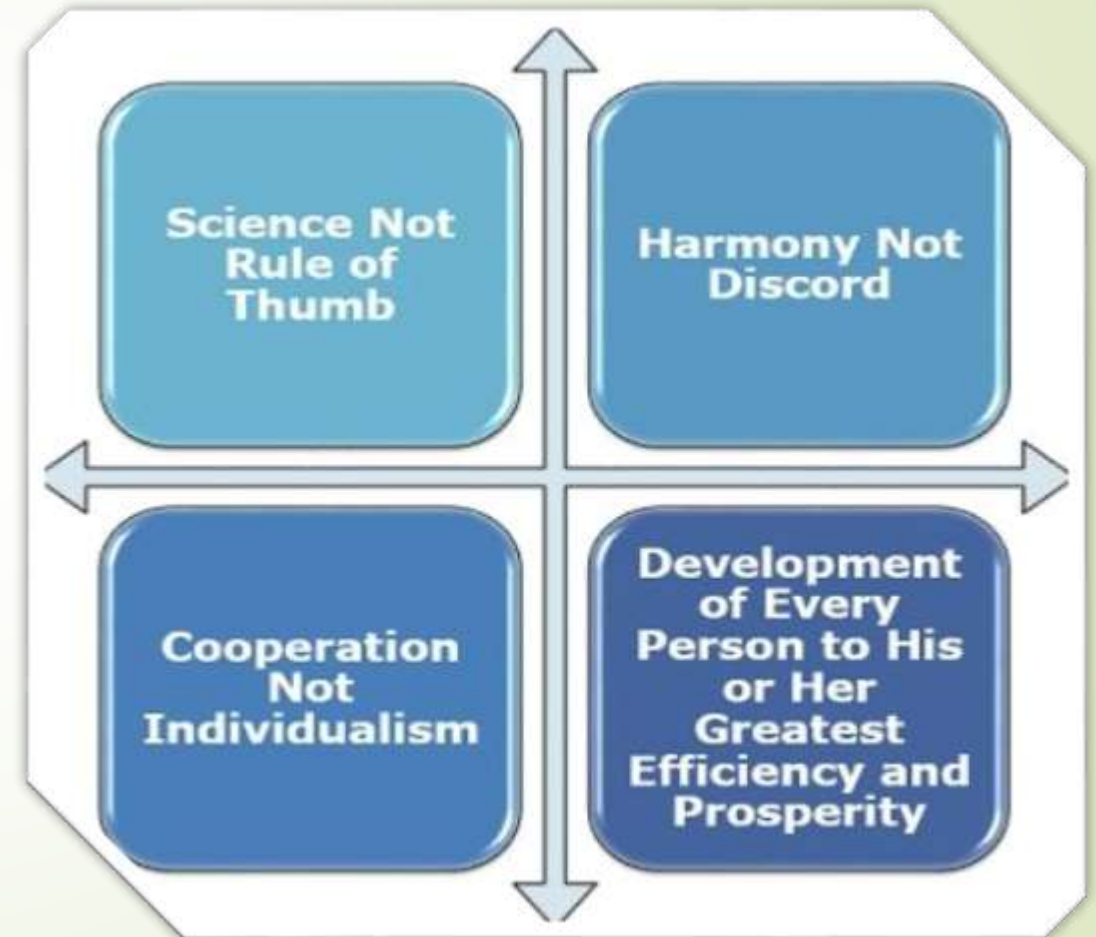 Science Not
Rule of
Thumb
Harmony Not
Discord
Cooperation
Not
Individualism
Development
of Every
Person to His
or Her
Greatest
Efficiency and
Prosperity